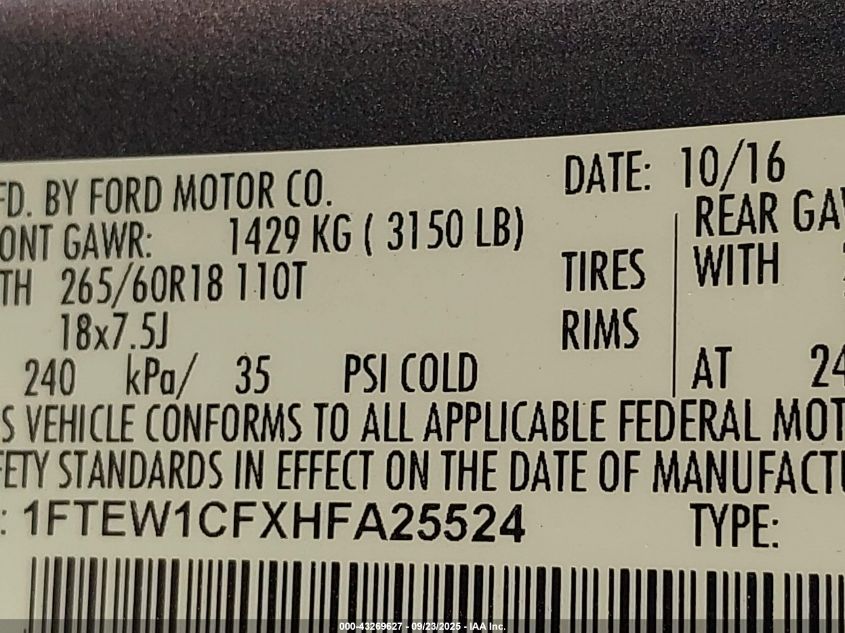 FD. BY FORD MOTOR CO.
DATE: 10/16
ONT GAWR: 1429 KG ( 3150 LB)
REAR GA
TH 265/60R18 110T TIRES
WITH
18x7.5J RIMS
240 kPa/ 35 PSI COLD
AT 24
S VEHICLE CONFORMS TO ALL APPLICABLE FEDERAL MOT
FETY STANDARDS IN EFFECT ON THE DATE OF MANUFACTU
: 1FTEW1CFXHFA25524 TYPE:
000-43269627 - 09/23/2025 - IAA Inc.